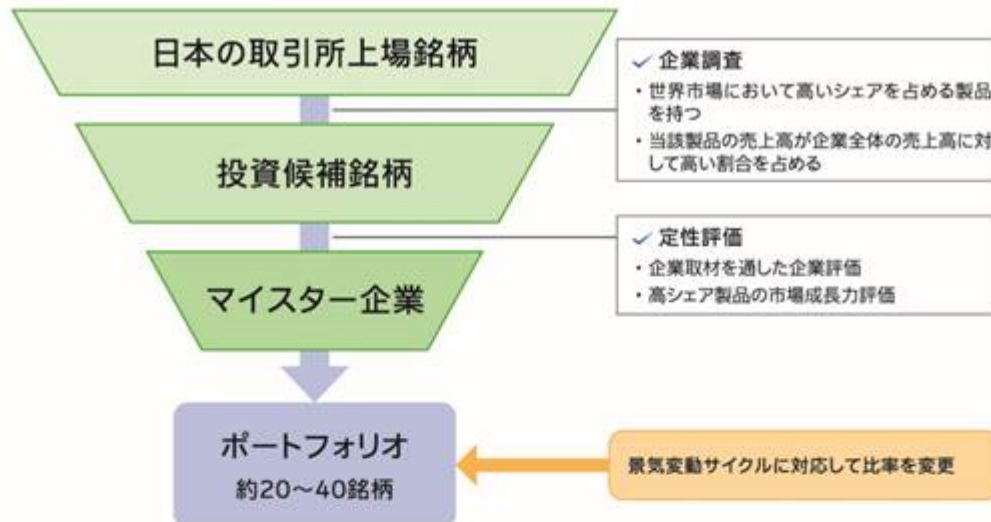 日本の取引所上場銘柄
✓ 企業調査
・世界市場において高いシェアを占める製品
を持つ
・当該製品の売上高が企業全体の売上高に対
して高い割合を占める
投資候補銘柄
✓ 定性評価
・企業取材を通した企業評価
・高シェア製品の市場成長力評価
マイスター企業
ポートフォリオ
約20～40銘柄
景気変動サイクルに対応して比率を変更